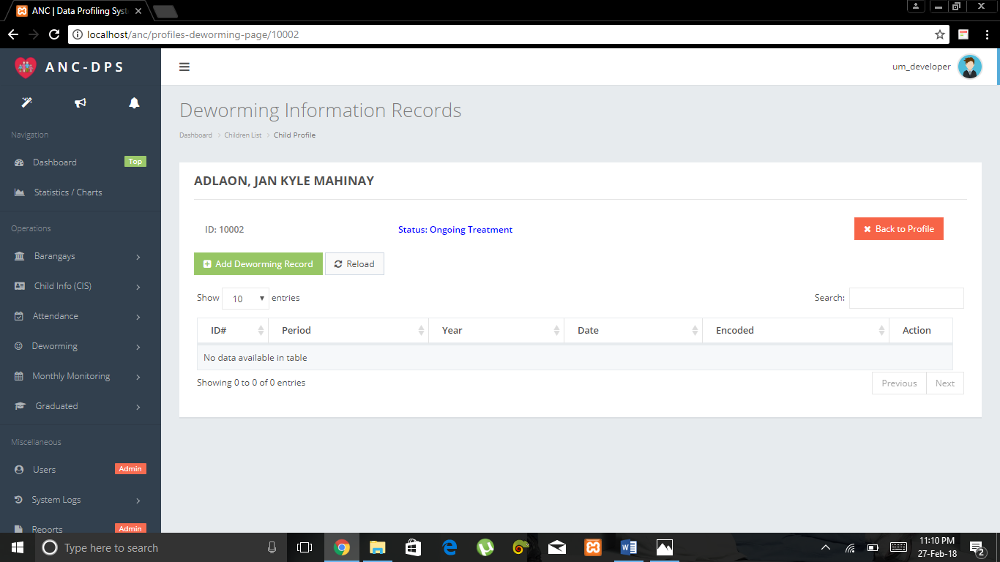 ANC | Data Profiling Syst
localhost/anc/profiles-deworming-page/10002
ANC-DPS
um_developer
Navigation
Dashboard Top
Statistics / Charts
Operations
Barangays
Child Info (CIS)
Attendance
Deworming
Monthly Monitoring
Graduated
Miscellaneous
Users Admin
System Logs
Reports Admin
Deworming Information Records
Dashboard > Children List > Child Profile
ADLAON, JAN KYLE MAHINAY
ID: 10002 Status: Ongoing Treatment Back to Profile
Add Deworming Record Reload
Show 10 entries Search:
ID# Period Year Date Encoded Action
No data available in table
Showing 0 to 0 of 0 entries Previous Next
Type here to search
11:10 PM
27-Feb-18
2